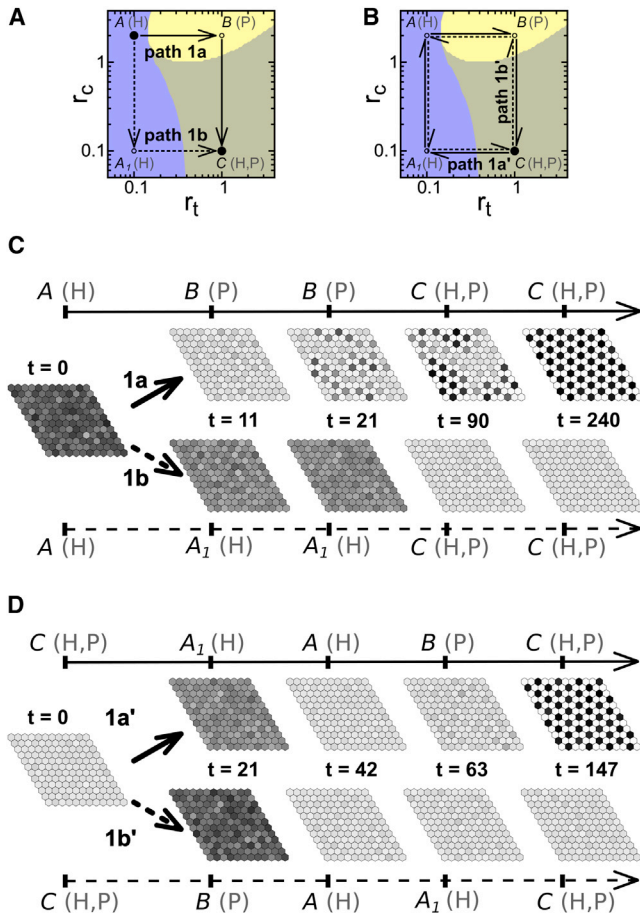 A
A (H)
B (P)
path 1a
path 1b
A1 (H)
C (H,P)
1
0.1
rc
0.1
1
rt
B
A (H)
B (P)
path 1b'
A1(H)
path 1a'
C (H,P)
1
0.1
rc
0.1
1
rt
C
A (H) B (P) B (P) C (H,P) C (H,P)
t = 0
1a
t = 11 t = 21 t = 90 t = 240
1b
A (H) A1 (H) A1 (H) C (H,P) C (H,P)
D
C (H,P) A1 (H) A (H) B (P) C (H,P)
t = 0
1a'
t = 21 t = 42 t = 63 t = 147
1b'
C (H,P) B (P) A (H) A1 (H) C (H,P)